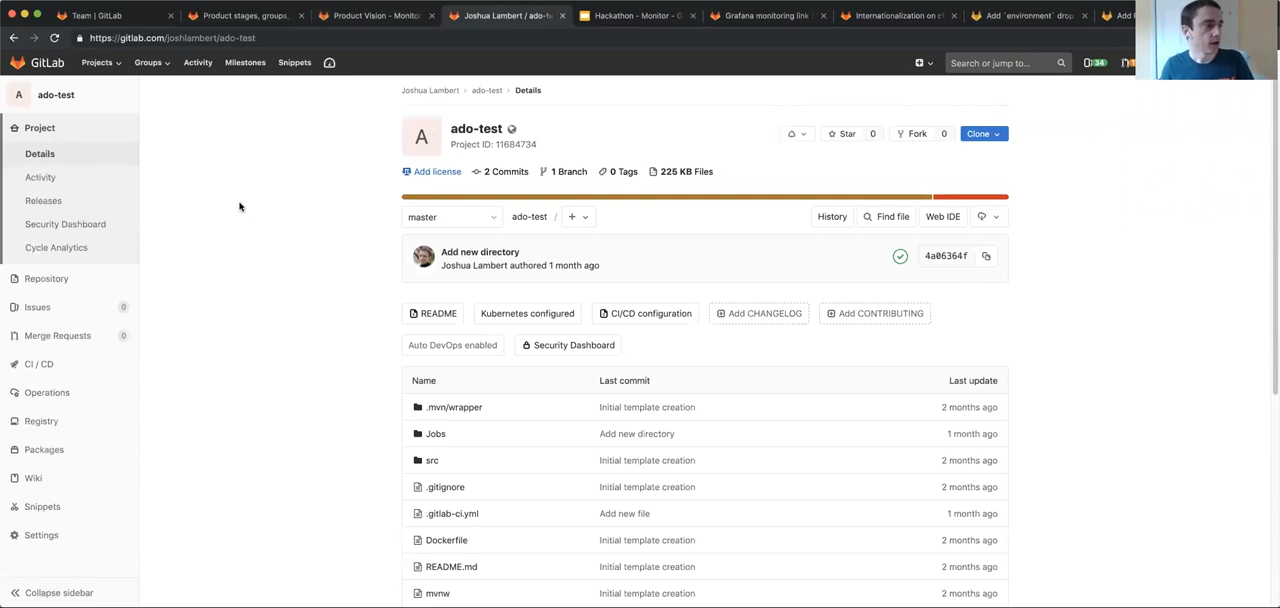 Team | GitLab
Product stages, groups,
Product Vision - Monito
Joshua Lambert / ado-te
Hackathon - Monitor - G
Grafana monitoring link
Internationalization on c
Add `environment` drop
Add
https://gitlab.com/joshlambert/ado-test
GitLab Projects Groups Activity Milestones Snippets Search or jump to... 34
A ado-test
Project
Details
Activity
Releases
Security Dashboard
Cycle Analytics
Repository
Issues 0
Merge Requests 0
CI / CD
Operations
Registry
Packages
Wiki
Snippets
Settings
Collapse sidebar
Joshua Lambert ado-test Details
A
ado-test
Project ID: 11684734
Star 0 Fork 0 Clone
Add license 2 Commits 1 Branch 0 Tags 225 KB Files
master ado-test / + History Find file Web IDE
Add new directory
Joshua Lambert authored 1 month ago
4a06364f
README Kubernetes configured CI/CD configuration Add CHANGELOG Add CONTRIBUTING
Auto DevOps enabled Security Dashboard
Name Last commit Last update
.mvn/wrapper Initial template creation 2 months ago
Jobs Add new directory 1 month ago
src Initial template creation 2 months ago
.gitignore Initial template creation 2 months ago
.gitlab-ci.yml Add new file 1 month ago
Dockerfile Initial template creation 2 months ago
README.md Initial template creation 2 months ago
mvnw Initial template creation 2 months ago